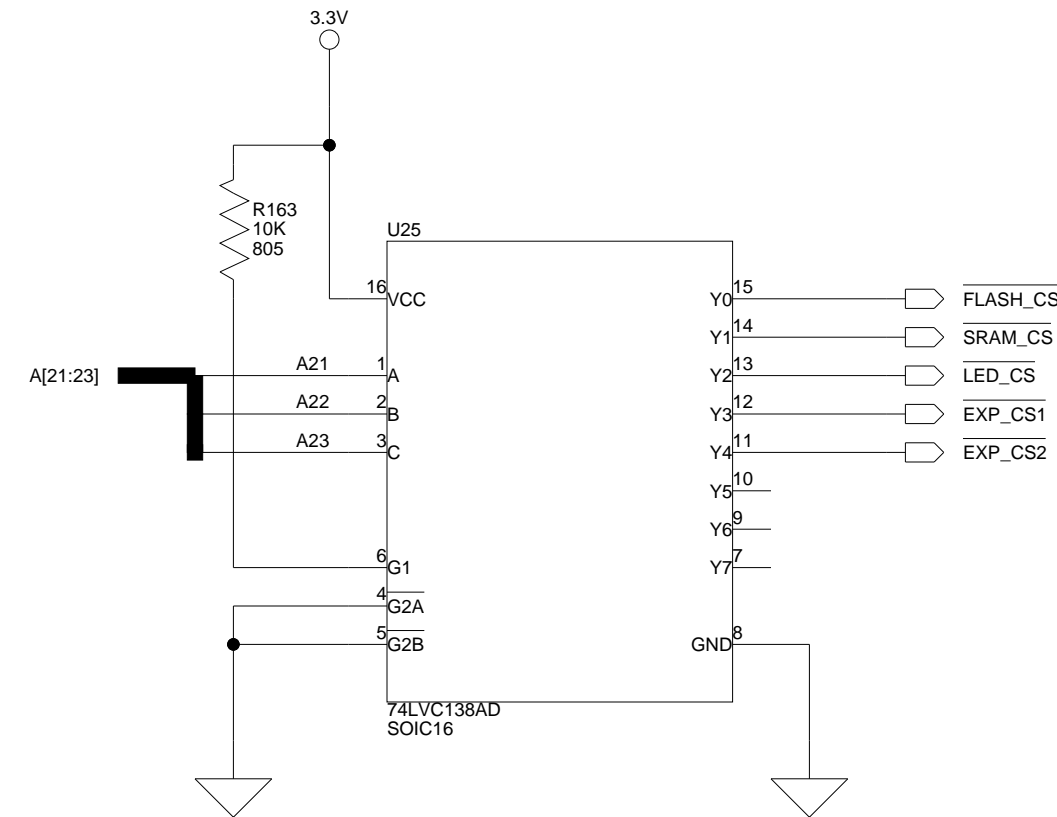 3.3V
R163
10K
805
U25
16
VCC
Y0
15
FLASH_CS
Y1
14
SRAM_CS
A[21:23]
A21
1
A
Y2
13
LED_CS
A22
2
B
Y3
12
EXP_CS1
A23
3
C
Y4
11
EXP_CS2
Y5
10
Y6
9
6
G1
Y7
7
4
G2A
5
G2B
GND
8
74LVC138AD
SOIC16